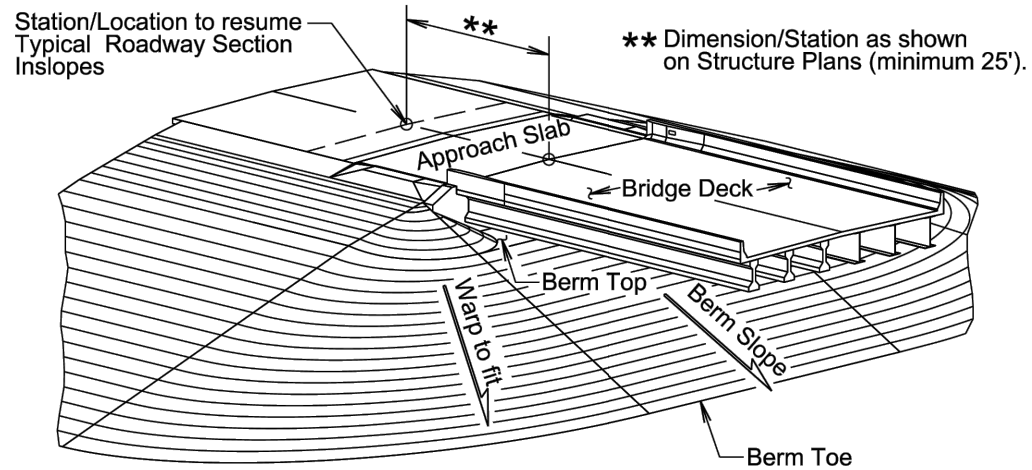 Station/Location to resume
Typical Roadway Section
Inslopes
**
** Dimension/Station as shown
on Structure Plans (minimum 25').
Approach Slab
Bridge Deck
Berm Top
Warp to fit
Berm Slope
Berm Toe